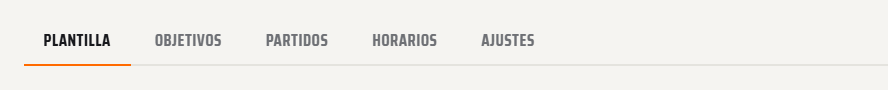 PLANTILLA OBJETIVOS PARTIDOS HORARIOS AJUSTES